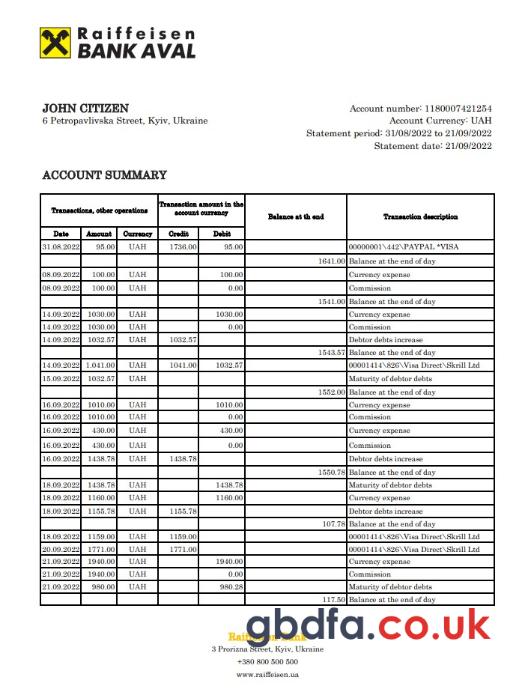 Raiffeisen
BANK AVAL
JOHN CITIZEN
6 Petropavlivska Street, Kyiv, Ukraine
Account number: 1180007421254
Account Currency: UAH
Statement period: 31/08/2022 to 21/09/2022
Statement date: 21/09/2022
ACCOUNT SUMMARY
Transactions, other operations Transaction amount in the account currency Balance at th end Transaction description
Date Amount Currency Credit Debit
31.08.2022 95.00 UAH 1736.00 95.00 00000001\442\PAYPAL *VISA
1641.00 Balance at the end of day
08.09.2022 100.00 UAH 100.00 Currency expense
08.09.2022 100.00 UAH 0.00 Commission
1541.00 Balance at the end of day
14.09.2022 1030.00 UAH 1030.00 Currency expense
14.09.2022 1030.00 UAH 0.00 Commission
14.09.2022 1032.57 UAH 1032.57 Debtor debts increase
1543.57 Balance at the end of day
14.09.2022 1.041.00 UAH 1041.00 1032.57 00001414\826\Visa Direct\Skrill Ltd
15.09.2022 1032.57 UAH Maturity of debtor debts
1552.00 Balance at the end of day
16.09.2022 1010.00 UAH 1010.00 Currency expense
16.09.2022 1010.00 UAH 0.00 Commission
16.09.2022 430.00 UAH 430.00 Currency expense
16.09.2022 430.00 UAH 0.00 Commission
16.09.2022 1438.78 UAH 1438.78 Debtor debts increase
1550.78 Balance at the end of day
18.09.2022 1438.78 UAH 1438.78 Maturity of debtor debts
18.09.2022 1160.00 UAH 1160.00 Currency expense
18.09.2022 1155.78 UAH 1155.78 Debtor debts increase
107.78 Balance at the end of day
18.09.2022 1159.00 UAH 1159.00 00001414\826\Visa Direct\Skrill Ltd
20.09.2022 1771.00 UAH 1771.00 00001414\826\Visa Direct\Skrill Ltd
21.09.2022 1940.00 UAH 1940.00 Currency expense
21.09.2022 1940.00 UAH 0.00 Commission
21.09.2022 980.00 UAH 980.28 Maturity of debtor debts
117.50 Balance at the end of day
gbdfa.co.uk
3 Prorizna Street, Kyiv, Ukraine
+380 800 500 500
www.raiffeisen.ua